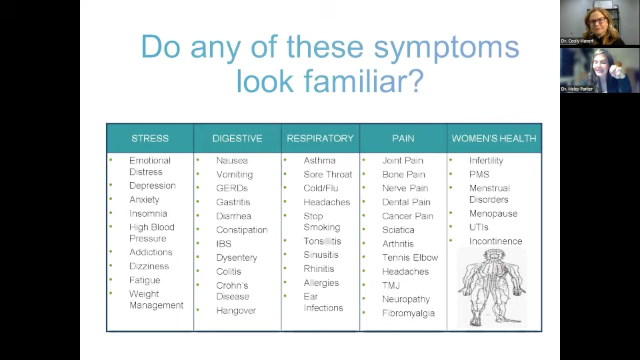 Do any of these symptoms
look familiar?
STRESS
Emotional
Distress
Depression
Anxiety
Insomnia
High Blood
Pressure
Addictions
Dizziness
Fatigue
Weight
Management
DIGESTIVE
Nausea
Vomiting
GERDs
Gastritis
Diarrhea
Constipation
IBS
Dysentery
Colitis
Crohn's
Disease
Hangover
RESPIRATORY
Asthma
Sore Throat
Cold/Flu
Headaches
Stop
Smoking
Tonsillitis
Sinusitis
Rhinitis
Allergies
Ear
Infections
PAIN
Joint Pain
Bone Pain
Nerve Pain
Dental Pain
Cancer Pain
Sciatica
Arthritis
Tennis Elbow
Headaches
TMJ
Neuropathy
Fibromyalgia
WOMEN'S HEALTH
Infertility
PMS
Menstrual
Disorders
Menopause
UTIs
Incontinence
Dr.
Dr. Haley Parker